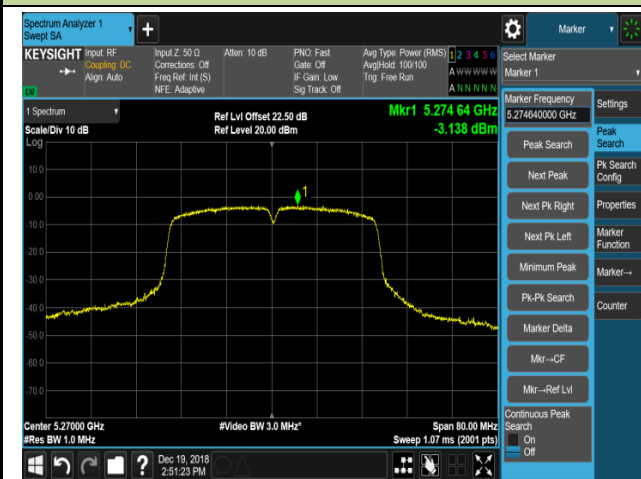 Spectrum Analyzer 1
Swept SA
+
Marker
KEYSIGHT
Input: RF
Coupling: DC
Align: Auto
Input Z: 50 Ω
Corrections: Off
Freq Ref: Int (S)
NFE: Adaptive
Atten: 10 dB
PNO: Fast
Gate: Off
IF Gain: Low
Sig Track: Off
Avg Type: Power (RMS)
Avg|Hold: 100/100
Trig: Free Run
1 2 3 4 5 6
A W W W W W
A N N N N N
Select Marker
Marker 1
1 Spectrum
Scale/Div 10 dB
Log
Ref Lvl Offset 22.50 dB
Ref Level 20.00 dBm
Mkr1 5.274 64 GHz
-3.138 dBm
10.0
0.00
-10.0
-20.0
-30.0
-40.0
-50.0
-60.0
-70.0
1
Center 5.27000 GHz
#Res BW 1.0 MHz
#Video BW 3.0 MHz*
Span 80.00 MHz
Sweep 1.07 ms (2001 pts)
Marker Frequency
5.274640000 GHz
Peak Search
Next Peak
Next Pk Right
Next Pk Left
Minimum Peak
Pk-Pk Search
Marker Delta
Mkr→CF
Mkr→Ref Lvl
Continuous Peak
Search
On
Off
Settings
Peak
Search
Pk Search
Config
Properties
Marker
Function
Marker→
Counter
?
Dec 19, 2018
2:51:23 PM